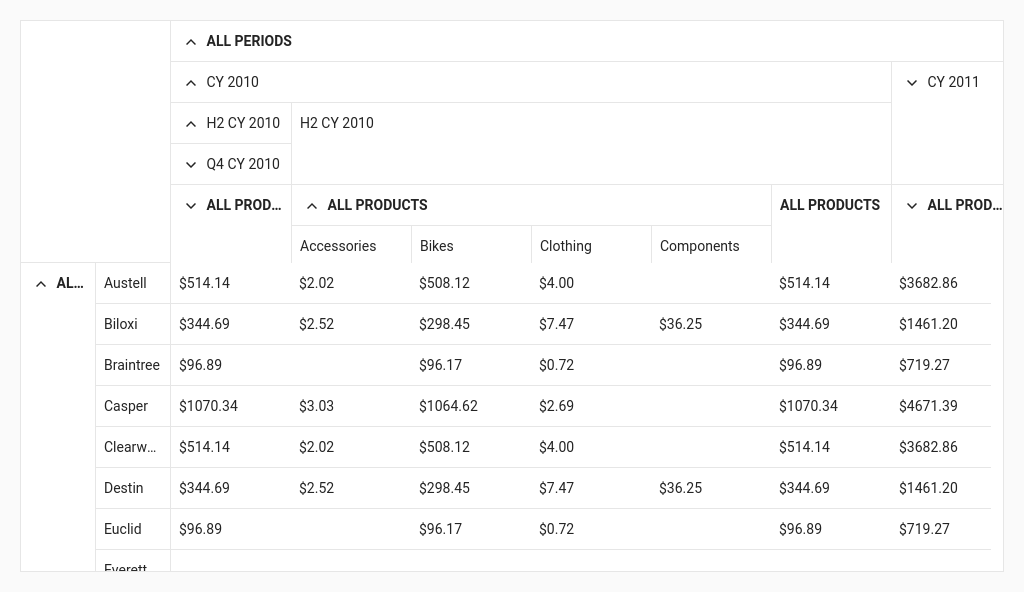 ALL PERIODS
CY 2010 CY 2011
H2 CY 2010 H2 CY 2010
Q4 CY 2010
ALL PROD... ALL PRODUCTS ALL PRODUCTS ALL PROD...
Accessories Bikes Clothing Components
AL... Austell $514.14 $2.02 $508.12 $4.00 $514.14 $3682.86
Biloxi $344.69 $2.52 $298.45 $7.47 $36.25 $344.69 $1461.20
Braintree $96.89 $96.17 $0.72 $96.89 $719.27
Casper $1070.34 $3.03 $1064.62 $2.69 $1070.34 $4671.39
Clearw... $514.14 $2.02 $508.12 $4.00 $514.14 $3682.86
Destin $344.69 $2.52 $298.45 $7.47 $36.25 $344.69 $1461.20
Euclid $96.89 $96.17 $0.72 $96.89 $719.27
Everett